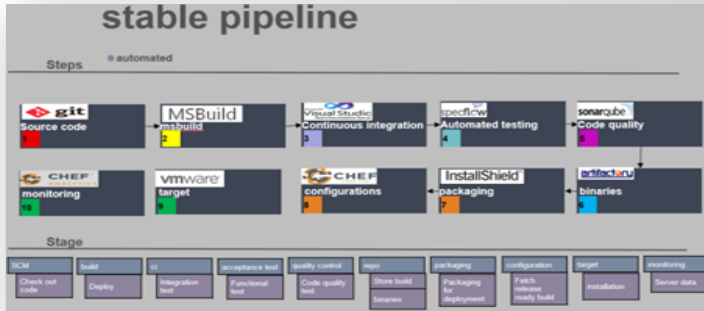 stable pipeline
automated
Steps
git
Source code
1
MSBuild
msbuild
2
Visual Studio
Continuous integration
3
specflow
Automated testing
4
sonarqube
Code quality
5
CHEF
ANALYTICS
monitoring
10
vmware
target
9
CHEF
configurations
8
InstallShield
packaging
7
artifactory
binaries
6
Stage
SCM
build
ci
acceptance test
quality control
repo
packaging
configuration
target
monitoring
Check out
code
Deploy
Integration
test
Functional
test
Code quality
test
Store build
binaries
Packaging
for
deployment
Fetch
release
ready build
installation
Server data